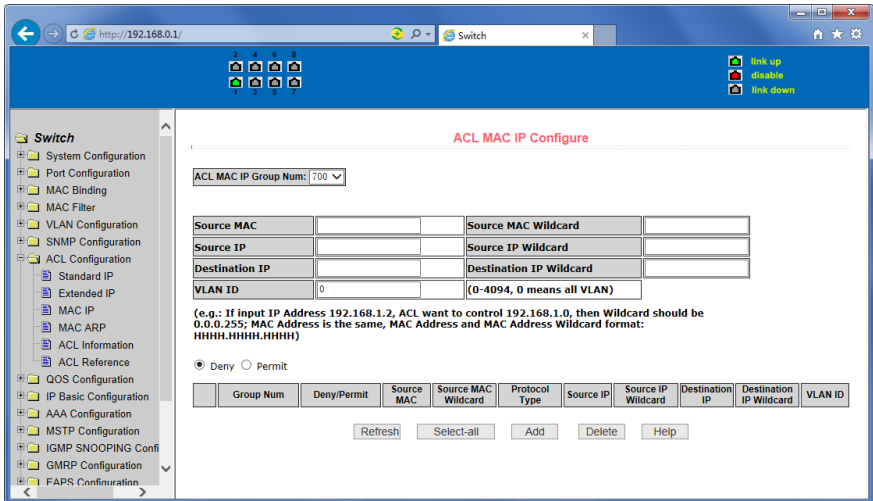 http://192.168.0.1/
Switch
2 4 6 8
1 3 5 7
link up
disable
link down
Switch
System Configuration
Port Configuration
MAC Binding
MAC Filter
VLAN Configuration
SNMP Configuration
ACL Configuration
Standard IP
Extended IP
MAC IP
MAC ARP
ACL Information
ACL Reference
QOS Configuration
IP Basic Configuration
AAA Configuration
MSTP Configuration
IGMP SNOOPING Confi
GMRP Configuration
EAPS Configuration
ACL MAC IP Configure
ACL MAC IP Group Num: 700
Source MAC Source MAC Wildcard
Source IP Source IP Wildcard
Destination IP Destination IP Wildcard
VLAN ID 0 (0-4094, 0 means all VLAN)
(e.g.: If input IP Address 192.168.1.2, ACL want to control 192.168.1.0, then Wildcard should be
0.0.0.255; MAC Address is the same, MAC Address and MAC Address Wildcard format:
HHHH.HHHH.HHHH)
Deny Permit
Group Num Deny/Permit Source MAC Source MAC Wildcard Protocol Type Source IP Source IP Wildcard Destination IP Destination IP Wildcard VLAN ID
Refresh Select-all Add Delete Help